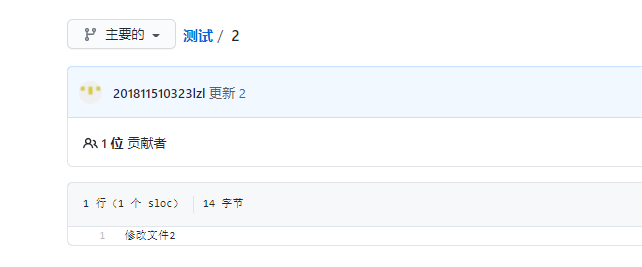 主要的 测试 / 2
201811510323lzl 更新 2
1 位 贡献者
1 行（1 个 sloc） 14 字节
1 修改文件2